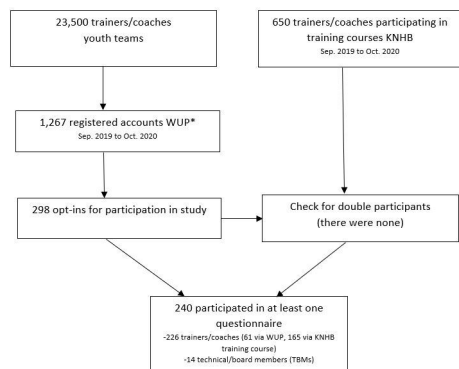 23,500 trainers/coaches
youth teams
650 trainers/coaches participating in
training courses KNHB
Sep. 2019 to Oct. 2020
1,267 registered accounts WUP*
Sep. 2019 to Oct. 2020
298 opt-ins for participation in study
Check for double participants
(there were none)
240 participated in at least one
questionnaire
-226 trainers/coaches (61 via WUP, 165 via KNHB
training course)
-14 technical/board members (TBMs)